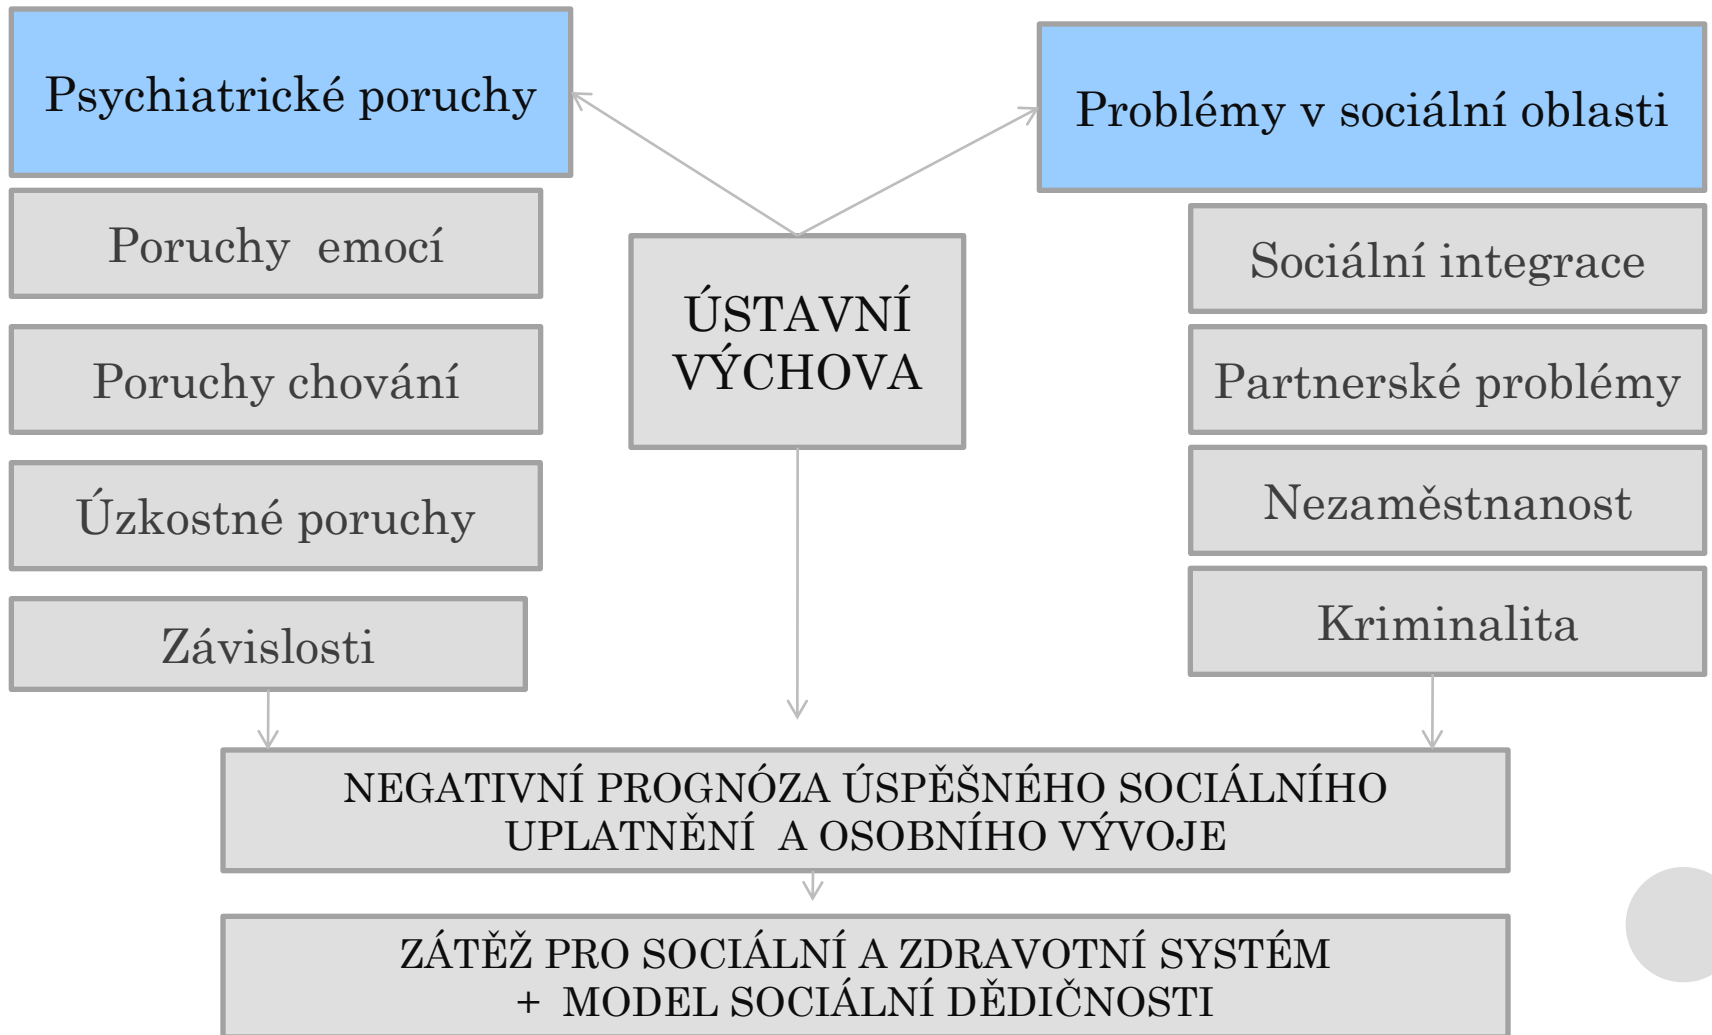 Psychiatrické poruchy
Poruchy emocí
Poruchy chování
Úzkostné poruchy
Závislosti
ÚSTAVNÍ
VÝCHOVA
Problémy v sociální oblasti
Sociální integrace
Partnerské problémy
Nezaměstnanost
Kriminalita
NEGATIVNÍ PROGNÓZA ÚSPĚŠNÉHO SOCIÁLNÍHO
UPLATNĚNÍ A OSOBNÍHO VÝVOJE
ZÁTĚŽ PRO SOCIÁLNÍ A ZDRAVOTNÍ SYSTÉM
+ MODEL SOCIÁLNÍ DĚDIČNOSTI